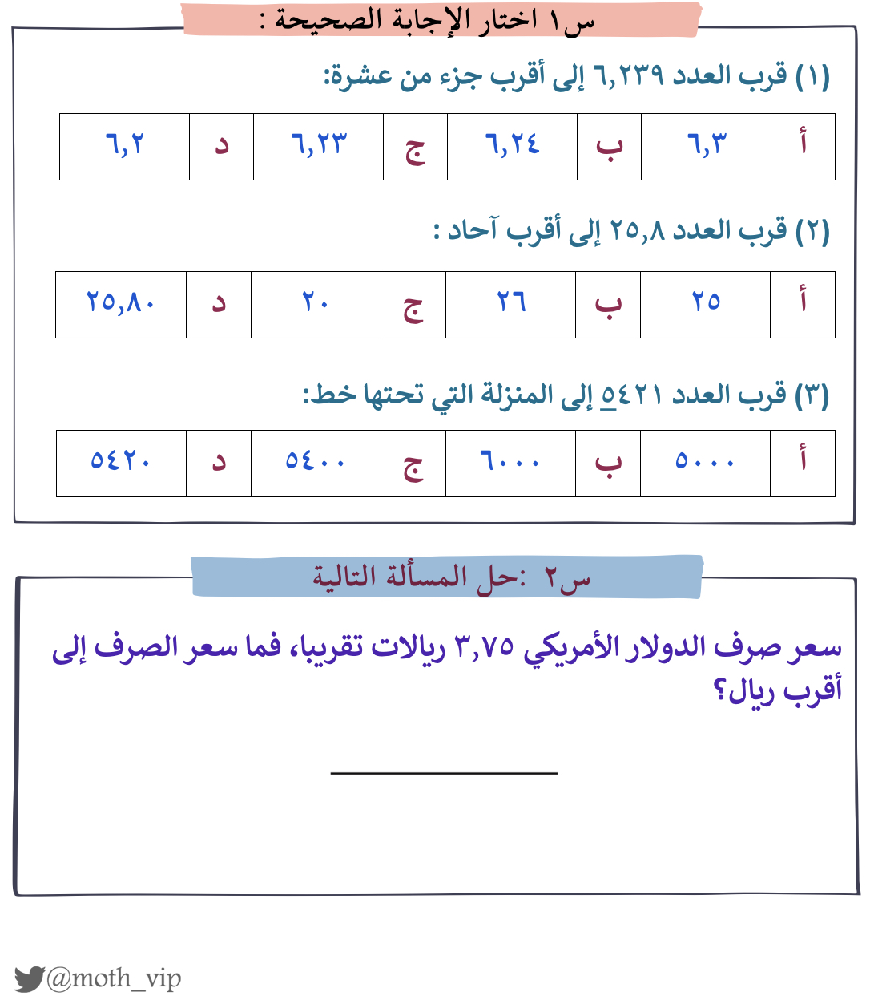 س١ اختار الإجابة الصحيحة :
(١) قرب العدد ٦,٢٣٩ إلى أقرب جزء من عشرة:
أ ٦,٣ ب ٦,٢٤ ج ٦,٢٣ د ٦,٢
(٢) قرب العدد ٢٥,٨ إلى أقرب آحاد :
أ ٢٥ ب ٢٦ ج ٢٠ د ٢٥,٨٠
(٣) قرب العدد ٥٤٢١ إلى المنزلة التي تحتها خط:
أ ٥٠٠٠ ب ٦٠٠٠ ج ٥٤٠٠ د ٥٤٢٠
س٢ :حل المسألة التالية
سعر صرف الدولار الأمريكي ٣,٧٥ ريالات تقريبا، فما سعر الصرف إلى
أقرب ريال؟
@moth_vip